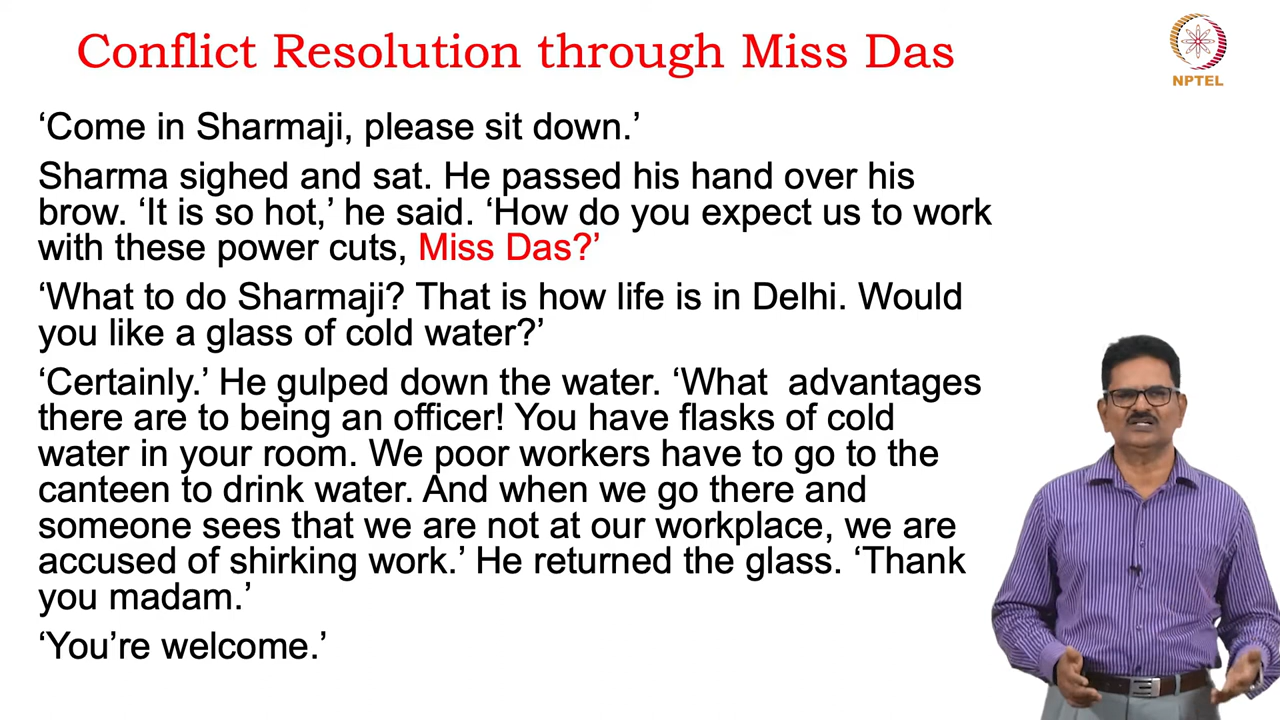 Conflict Resolution through Miss Das
NPTEL
‘Come in Sharmaji, please sit down.’
Sharma sighed and sat. He passed his hand over his
brow. ‘It is so hot,’ he said. ‘How do you expect us to work
with these power cuts, Miss Das?’
‘What to do Sharmaji? That is how life is in Delhi. Would
you like a glass of cold water?’
‘Certainly.’ He gulped down the water. ‘What  advantages
there are to being an officer! You have flasks of cold
water in your room. We poor workers have to go to the
canteen to drink water. And when we go there and
someone sees that we are not at our workplace, we are
accused of shirking work.’ He returned the glass. ‘Thank
you madam.’
‘You’re welcome.’